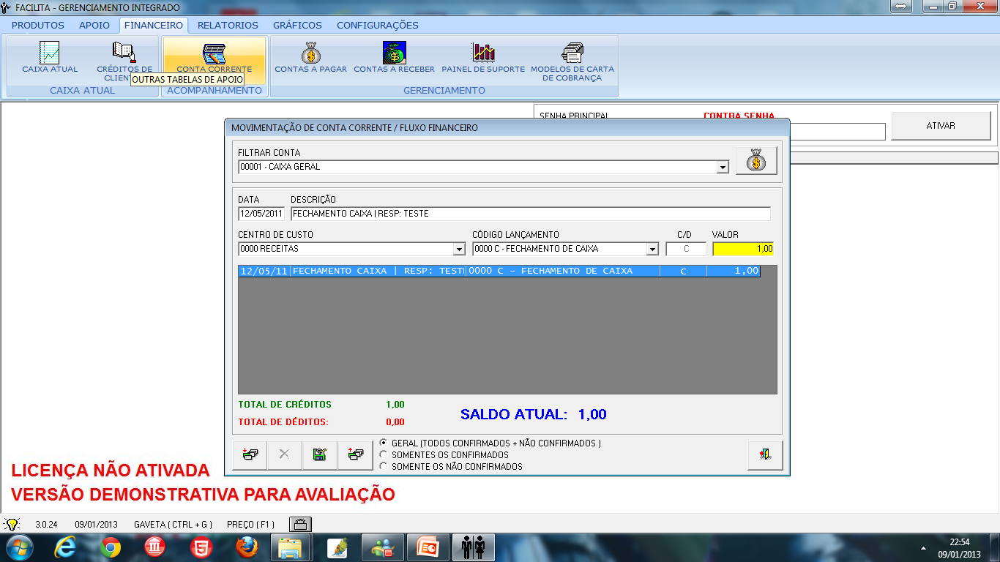 FACILITA - GERENCIAMENTO INTEGRADO
PRODUTOS APOIO FINANCEIRO RELATORIOS GRÁFICOS CONFIGURAÇÕES
CAIXA ATUAL
CRÉDITOS DE
CLIENT
CONTA CORRENTE
CONTAS A PAGAR
CONTAS A RECEBER
PAINEL DE SUPORTE
MODELOS DE CARTA
DE COBRANÇA
OUTRAS TABELAS DE APOIO
CAIXA ATUAL ACOMPANHAMENTO GERENCIAMENTO
SENHA PRINCIPAL CONTRA SENHA
ATIVAR
MOVIMENTAÇÃO DE CONTA CORRENTE / FLUXO FINANCEIRO
FILTRAR CONTA
00001 - CAIXA GERAL
DATA DESCRIÇÃO
12/05/2011 FECHAMENTO CAIXA | RESP: TESTE
CENTRO DE CUSTO CÓDIGO LANÇAMENTO C/D VALOR
0000 RECEITAS 0000 C - FECHAMENTO DE CAIXA C 1,00
12/05/11 FECHAMENTO CAIXA | RESP: TEST 0000 C - FECHAMENTO DE CAIXA C 1,00
TOTAL DE CRÉDITOS 1,00
SALDO ATUAL: 1,00
TOTAL DE DÉDITOS: 0,00
GERAL (TODOS CONFIRMADOS + NÃO CONFIRMADOS )
SOMENTES OS CONFIRMADOS
SOMENTE OS NÃO CONFIRMADOS
LICENÇA NÃO ATIVADA
VERSÃO DEMONSTRATIVA PARA AVALIAÇÃO
3.0.24 09/01/2013 GAVETA ( CTRL + G ) PREÇO ( F1 )
22:54
09/01/2013